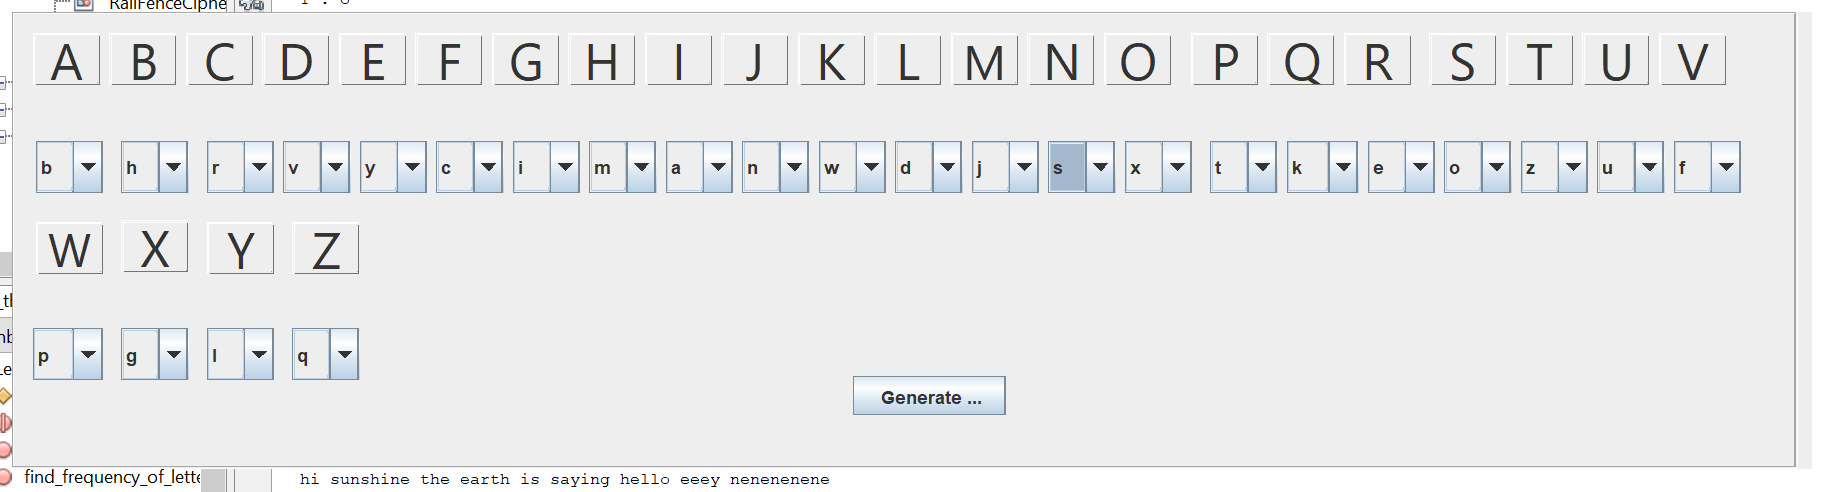 RailFenceCiphe
A B C D E F G H I J K L M N O P Q R S T U V
b h r v y c i m a n w d j s x t k e o z u f
W X Y Z
p g l q
Generate ...
find_frequency_of_lette
hi sunshine the earth is saying hello eeey nenenenene